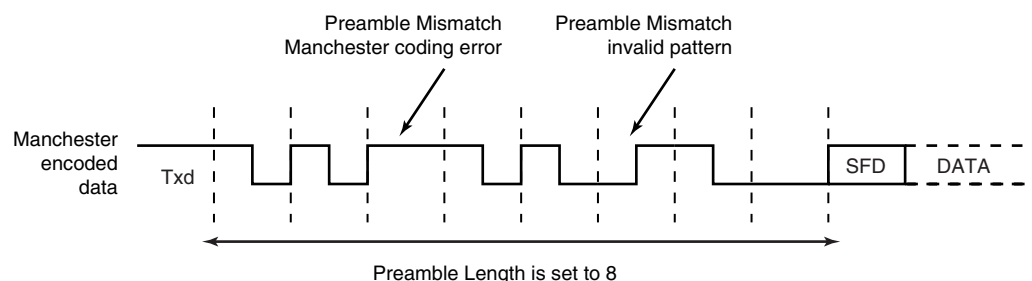 Preamble Mismatch
Manchester coding error
Preamble Mismatch
invalid pattern
Manchester
encoded
data
Txd
SFD
DATA
Preamble Length is set to 8